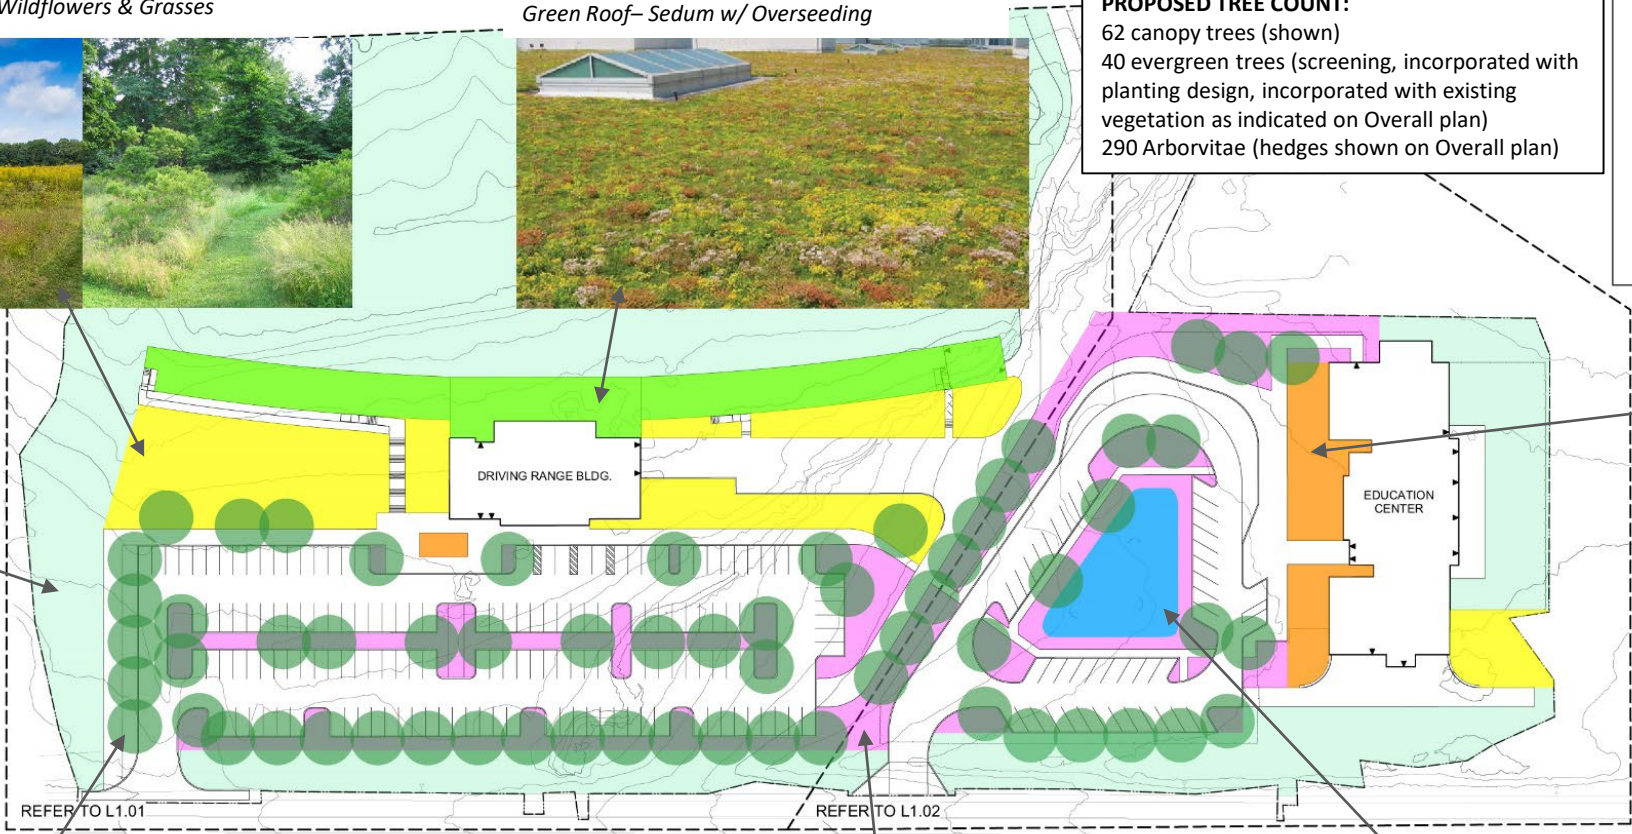 Wildflowers & Grasses
Green Roof– Sedum w/ Overseeding
PROPOSED TREE COUNT:
62 canopy trees (shown)
40 evergreen trees (screening, incorporated with
planting design, incorporated with existing
vegetation as indicated on Overall plan)
290 Arborvitae (hedges shown on Overall plan)
DRIVING RANGE BLDG.
EDUCATION
CENTER
REFER TO L1.01
REFER TO L1.02